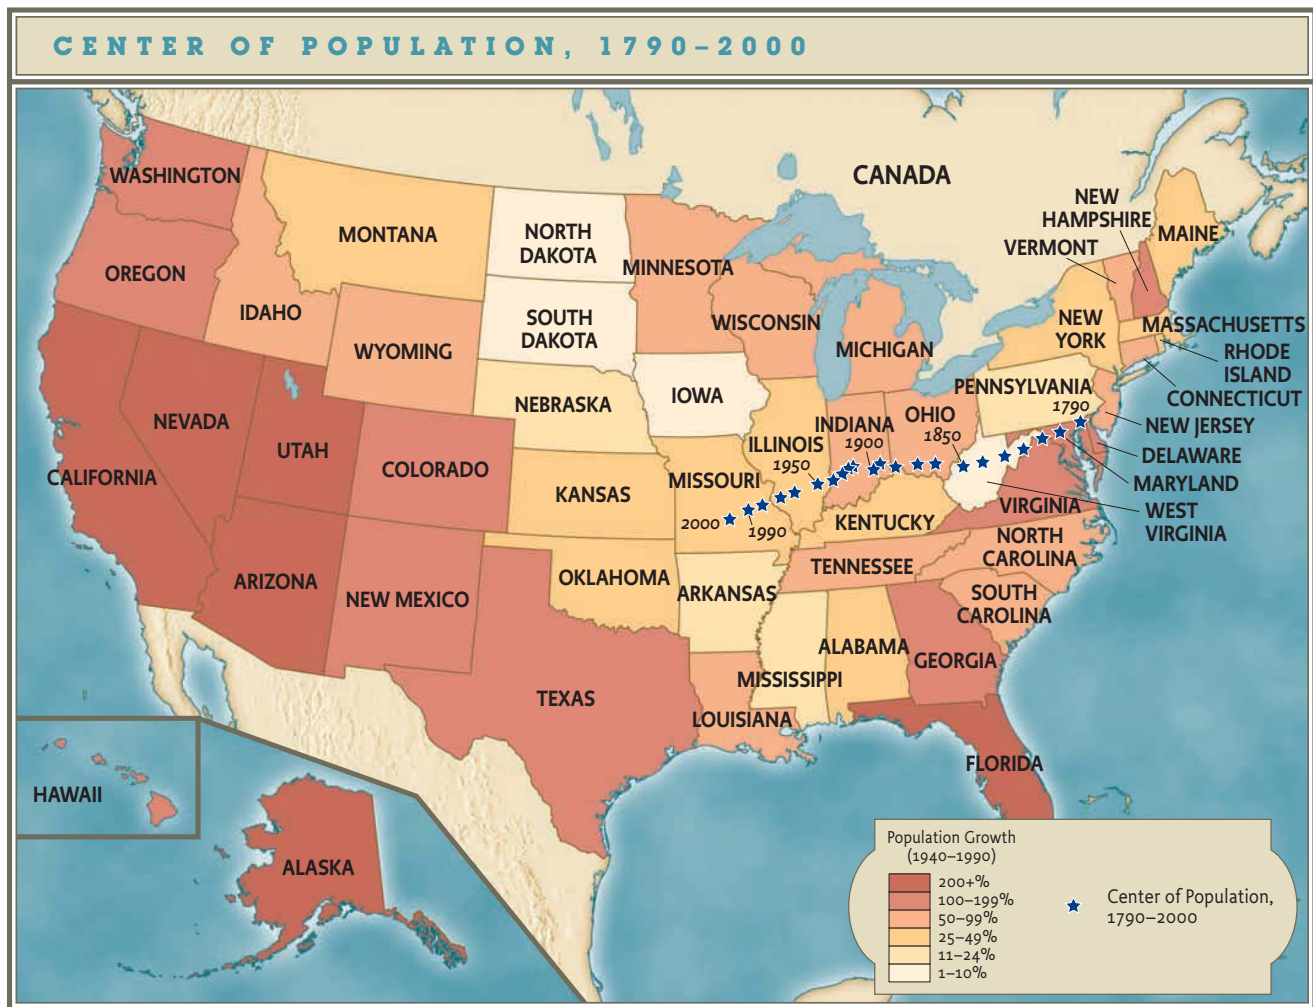 CENTER OF POPULATION, 1790–2000
CANADA
WASHINGTON
OREGON
IDAHO
MONTANA
WYOMING
NORTH
DAKOTA
SOUTH
DAKOTA
MINNESOTA
WISCONSIN
MICHIGAN
NEW
HAMPSHIRE
VERMONT
MAINE
NEW
YORK
MASSACHUSETTS
RHODE
ISLAND
CONNECTICUT
PENNSYLVANIA
1790
NEW JERSEY
DELAWARE
MARYLAND
WEST
VIRGINIA
VIRGINIA
NEBRASKA
IOWA
ILLINOIS
1950
INDIANA
1900
OHIO
1850
NEVADA
UTAH
CALIFORNIA
COLORADO
KANSAS
MISSOURI
2000
1990
KENTUCKY
NORTH
CAROLINA
TENNESSEE
SOUTH
CAROLINA
ARIZONA
NEW MEXICO
OKLAHOMA
ARKANSAS
TEXAS
LOUISIANA
MISSISSIPPI
ALABAMA
GEORGIA
FLORIDA
HAWAII
ALASKA
Population Growth
(1940–1990)
200+%
100–199%
50–99%
25–49%
11–24%
1–10%
Center of Population,
1790–2000